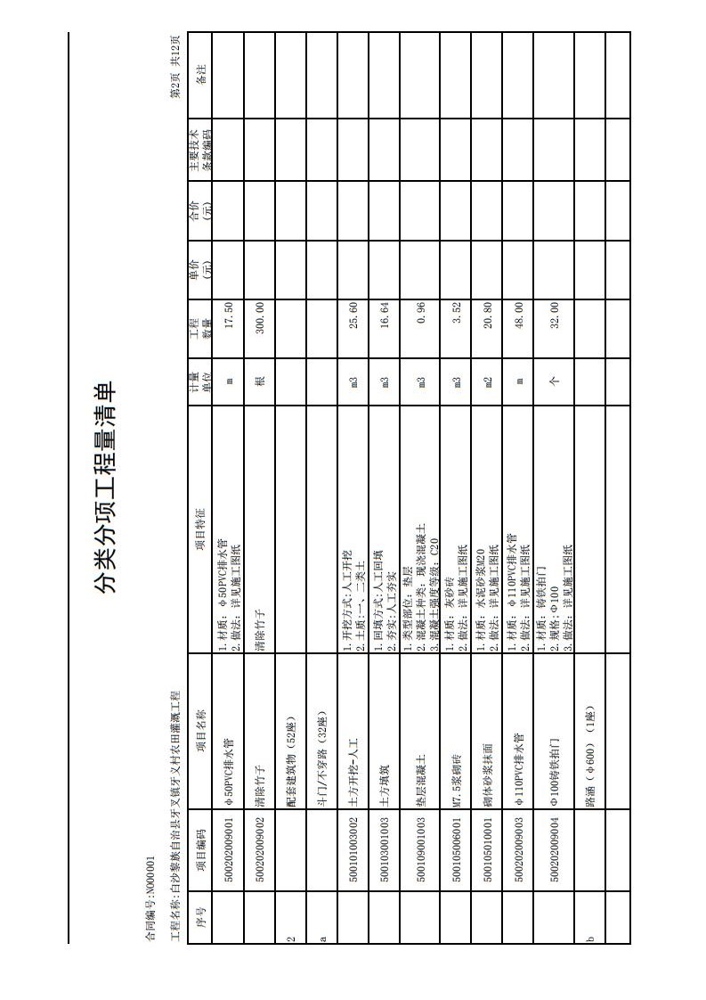 分类分项工程量清单
合同编号:N000001
工程名称:白沙黎族自治县牙叉镇牙义村农田灌溉工程 第2页 共12页
序号 项目编码 项目名称 项目特征 计量单位 工程数量 单价(元) 合价(元) 主要技术条款编码 备注
500202009001 φ50PVC排水管 1.材质：φ50PVC排水管 m 17.50
2.做法：详见施工图纸
500202009002 清除竹子 清除竹子 根 300.00
2 配套建筑物（52座）
a 斗门/不穿路（32座）
500101003002 土方开挖-人工 1.开挖方式:人工开挖 m3 25.60
2.土质:一、二类土
500103001003 土方填筑 1.回填方式:人工回填 m3 16.64
2.夯实:人工夯实
500109001003 垫层混凝土 1.类型部位：垫层 m3 0.96
2.混凝土种类：现浇混凝土
3.混凝土强度等级：C20
500105006001 M7.5浆砌砖 1.材质：灰砂砖 m3 3.52
2.做法：详见施工图纸
500105010001 砌体砂浆抹面 1.材质：水泥砂浆M20 m2 20.80
2.做法：详见施工图纸
500202009003 φ110PVC排水管 1.材质：φ110PVC排水管 m 48.00
2.做法：详见施工图纸
500202009004 Φ100铸铁拍门 1.材质：铸铁拍门 个 32.00
2.规格:Φ100
3.做法：详见施工图纸
b 路涵（φ600）（1座）